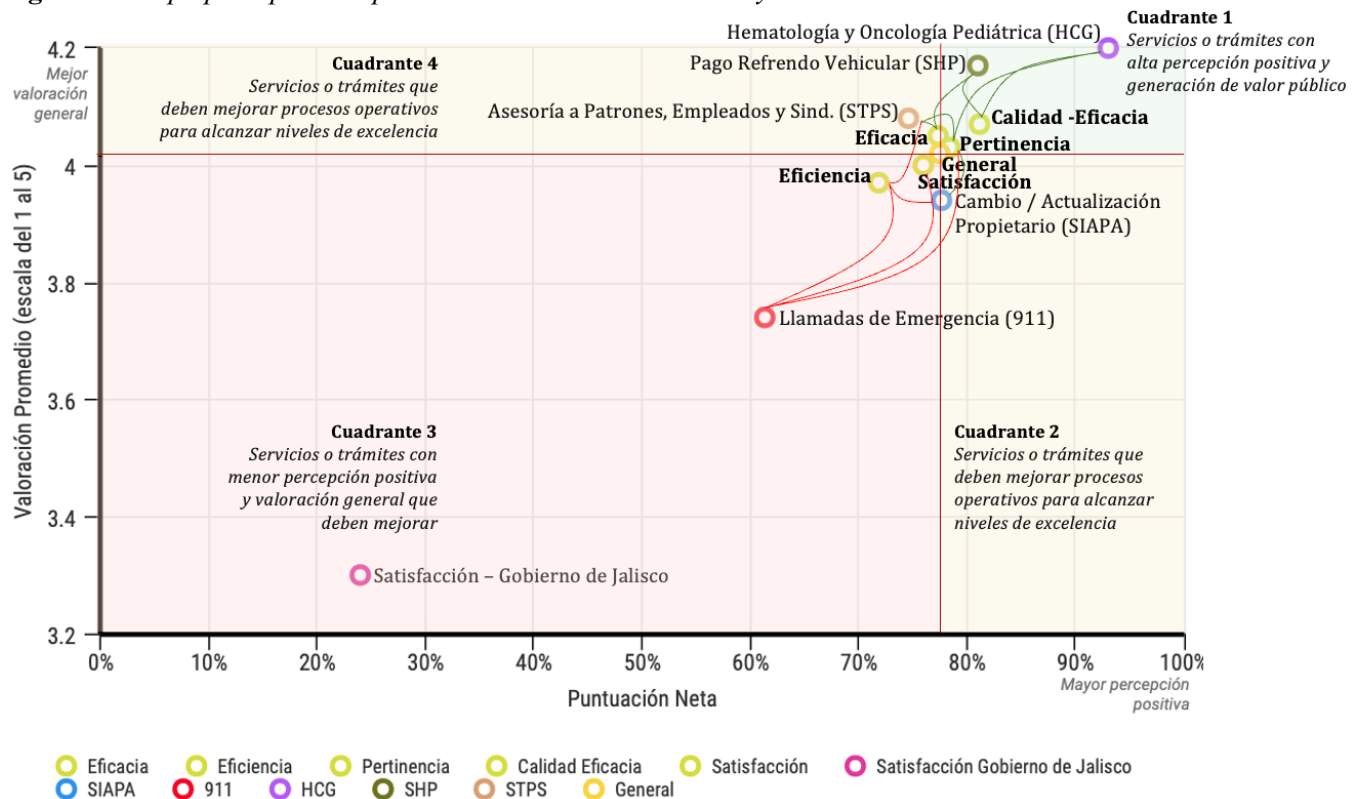 Hematología y Oncología Pediátrica (HCG)
Cuadrante 1
Servicios o trámites con
alta percepción positiva y
generación de valor público
4.2
Mejor
valoración
general
Cuadrante 4
Servicios o trámites que
deben mejorar procesos operativos
para alcanzar niveles de excelencia
Pago Refrendo Vehicular (SHP)
Asesoría a Patrones, Empleados y Sind. (STPS)
Calidad -Eficacia
Eficacia
Pertinencia
General
Eficiencia
Satisfacción
Cambio / Actualización
Propietario (SIAPA)
Llamadas de Emergencia (911)
Valoración Promedio (escala del 1 al 5)
4
3.8
3.6
3.4
3.2
Cuadrante 3
Servicios o trámites con
menor percepción positiva
y valoración general que
deben mejorar
Cuadrante 2
Servicios o trámites que
deben mejorar procesos
operativos para alcanzar
niveles de excelencia
Satisfacción – Gobierno de Jalisco
0% 10% 20% 30% 40% 50% 60% 70% 80% 90% 100%
Puntuación Neta
Mayor percepción
positiva
Eficacia Eficiencia Pertinencia Calidad Eficacia Satisfacción Satisfacción Gobierno de Jalisco
SIAPA 911 HCG SHP STPS General